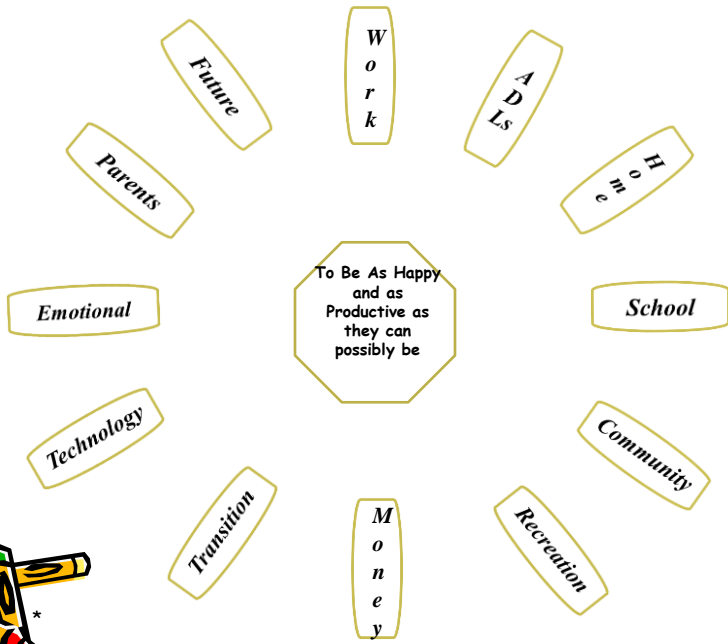 Work
ADLs
Home
School
Community
Recreation
Money
Transition
Technology
Emotional
Parents
Future
To Be As Happy
and as
Productive as
they can
possibly be
*